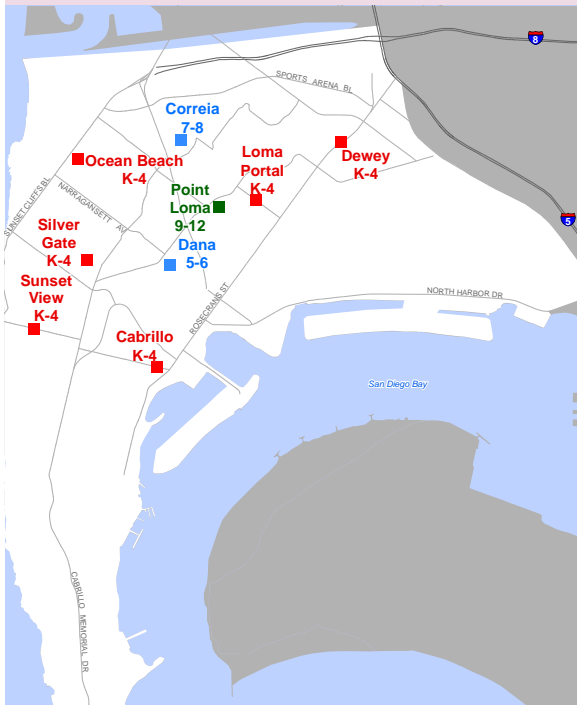 8
SPORTS ARENA BL
Correia
7-8
Ocean Beach
K-4
Loma
Portal
K-4
Dewey
K-4
SUNSET CLIFFS BL
NARRAGANSETT AV
Point
Loma
9-12
5
Silver
Gate
K-4
Dana
5-6
Sunset
View
K-4
ROSECRANS ST
NORTH HARBOR DR
Cabrillo
K-4
San Diego Bay
CABRILLO MEMORIAL DR